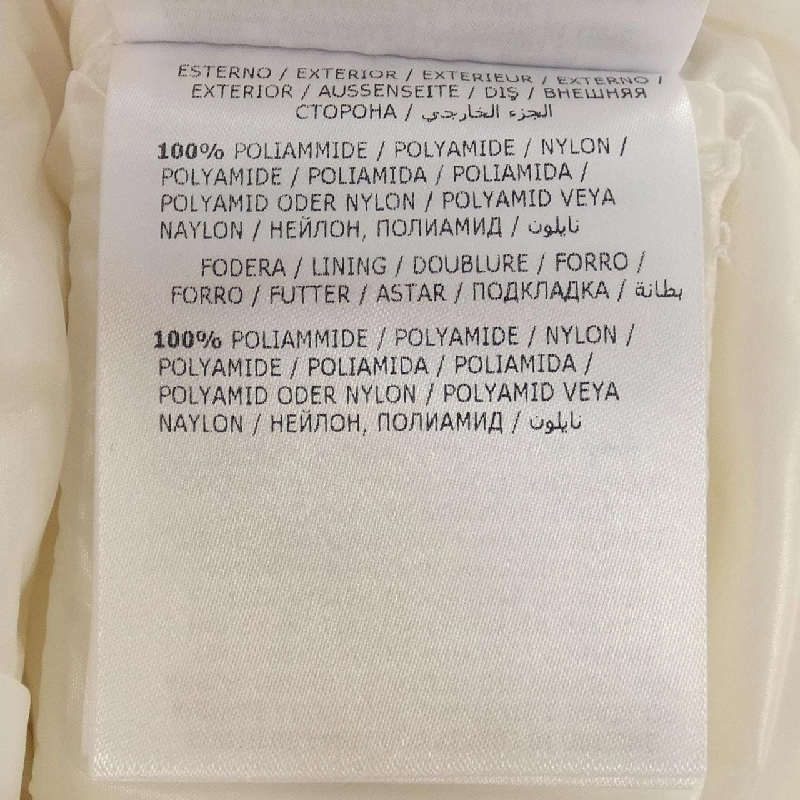 ESTERNO / EXTERIOR / EXTERIEUR / EXTERNO /
EXTERIOR / AUSSENSEITE / DIŞ / ВНЕШНЯЯ
СТОРОНА / الجزء الخارجي
100% POLIAMMIDE / POLYAMIDE / NYLON /
POLYAMIDE / POLIAMIDA / POLIAMIDA /
POLYAMID ODER NYLON / POLYAMID VEYA
NAYLON / НЕЙЛОН, ПОЛИАМИД / نايلون
FODERA / LINING / DOUBLURE / FORRO /
FORRO / FUTTER / ASTAR / ПОДКЛАДКА / بطانة
100% POLIAMMIDE / POLYAMIDE / NYLON /
POLYAMIDE / POLIAMIDA / POLIAMIDA /
POLYAMID ODER NYLON / POLYAMID VEYA
NAYLON / НЕЙЛОН, ПОЛИАМИД / نايلون